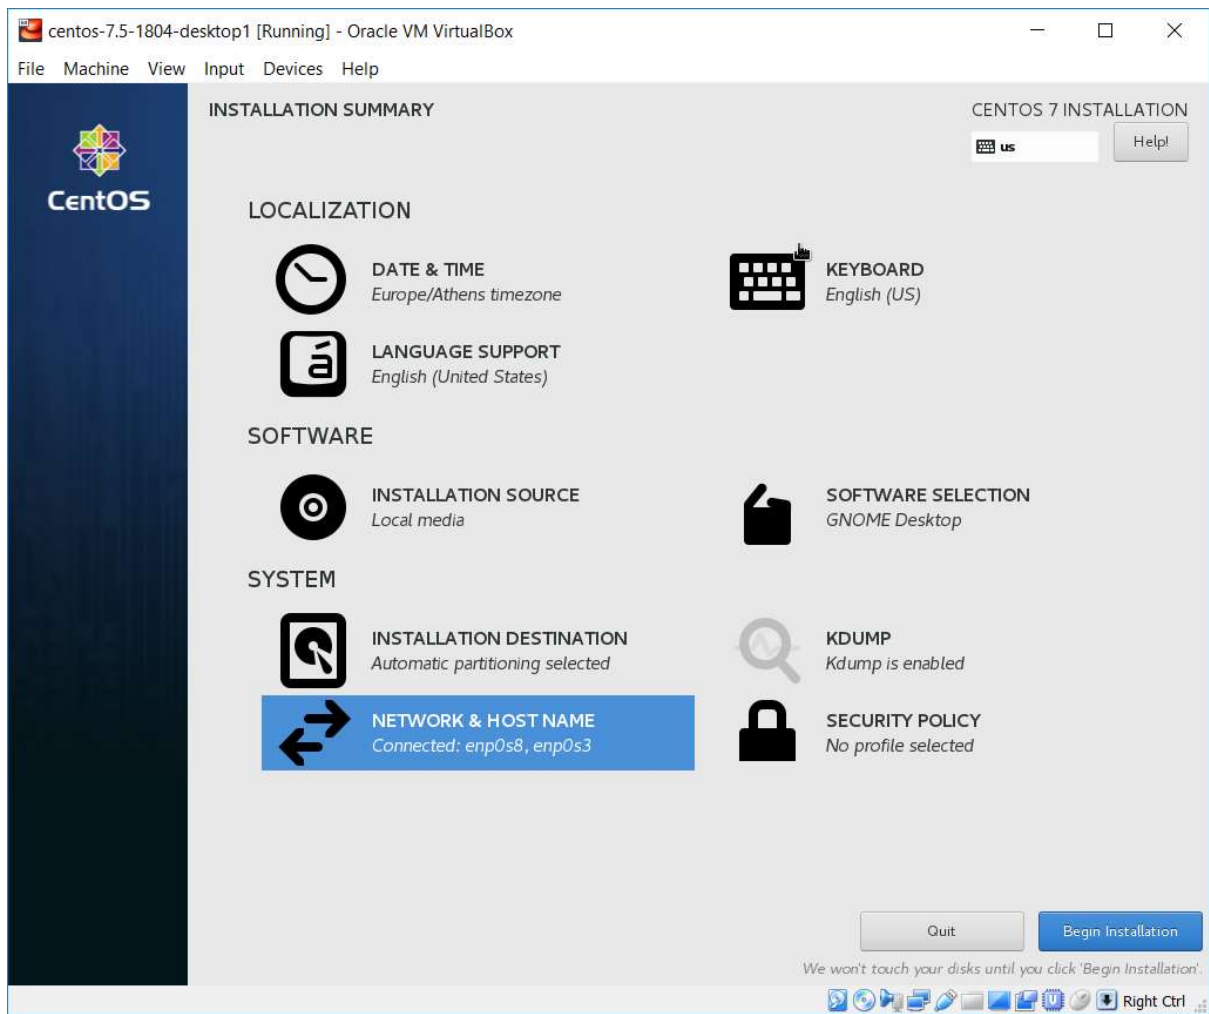 centos-7.5-1804-desktop1 [Running] - Oracle VM VirtualBox
File Machine View Input Devices Help
INSTALLATION SUMMARY
CENTOS 7 INSTALLATION
us
Help!
CentOS
LOCALIZATION
DATE & TIME
Europe/Athens timezone
KEYBOARD
English (US)
á
LANGUAGE SUPPORT
English (United States)
SOFTWARE
INSTALLATION SOURCE
Local media
SOFTWARE SELECTION
GNOME Desktop
SYSTEM
INSTALLATION DESTINATION
Automatic partitioning selected
KDUMP
Kdump is enabled
NETWORK & HOST NAME
Connected: enp0s8, enp0s3
SECURITY POLICY
No profile selected
Quit
Begin Installation
We won't touch your disks until you click 'Begin Installation'.
Right Ctrl